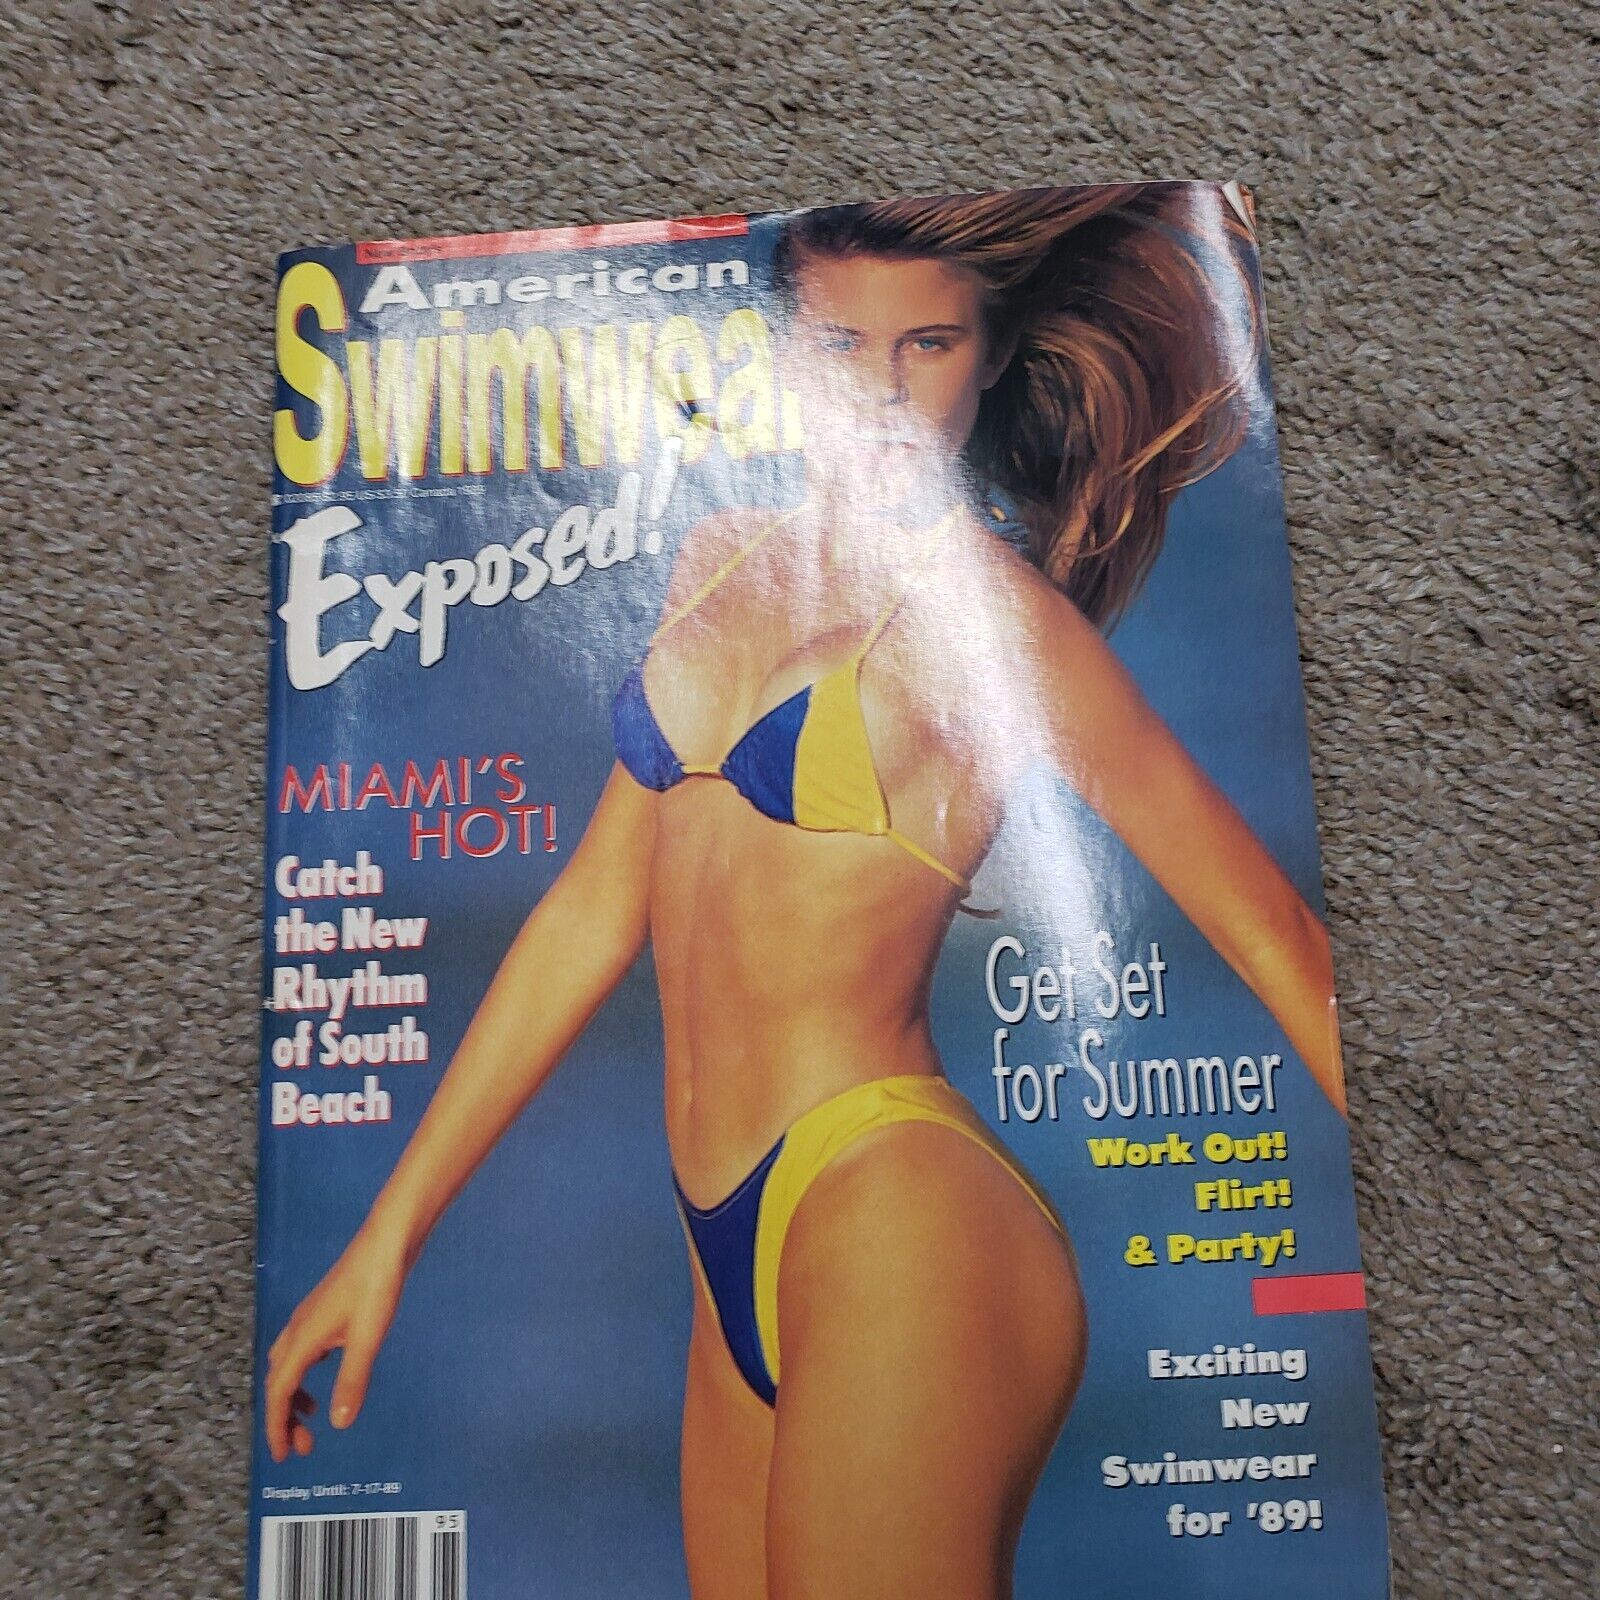 American
Swimwear
Exposed!
MIAMI'S
HOT!
Catch
the New
Rhythm
of South
Beach
Get Set
for Summer
Work Out!
Flirt!
& Party!
Exciting
New
Swimwear
for '89!
Display Until: 7-17-89
95